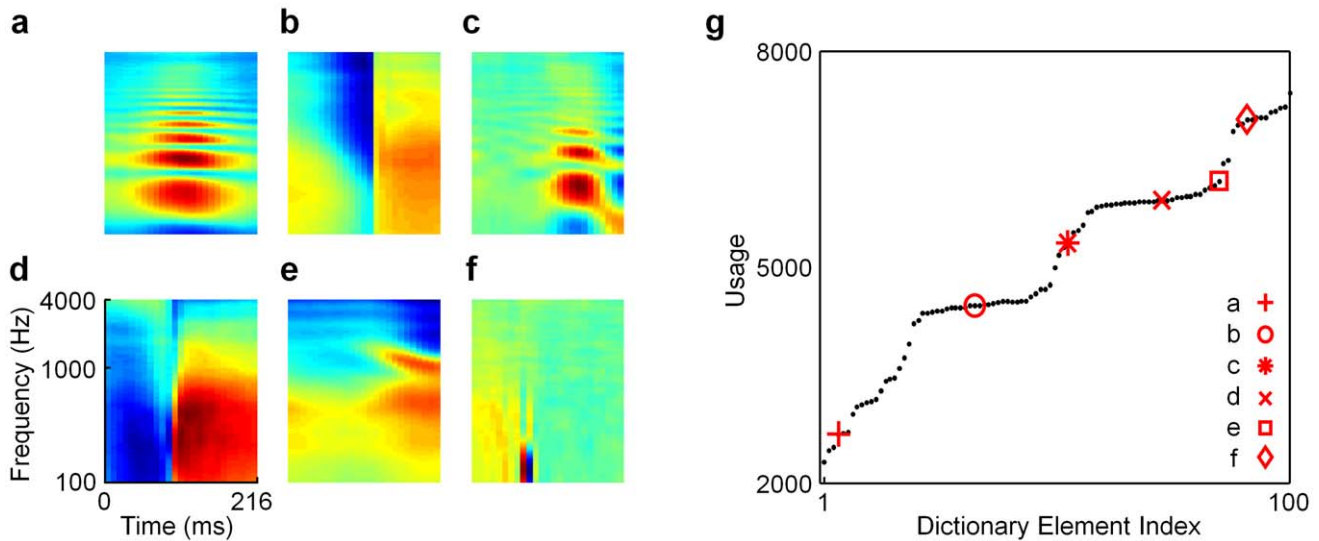 a
b
c
d
e
f
4000
1000
100
Frequency (Hz)
0
216
Time (ms)
g
8000
5000
2000
Usage
1
100
Dictionary Element Index
a
b
c
d
e
f